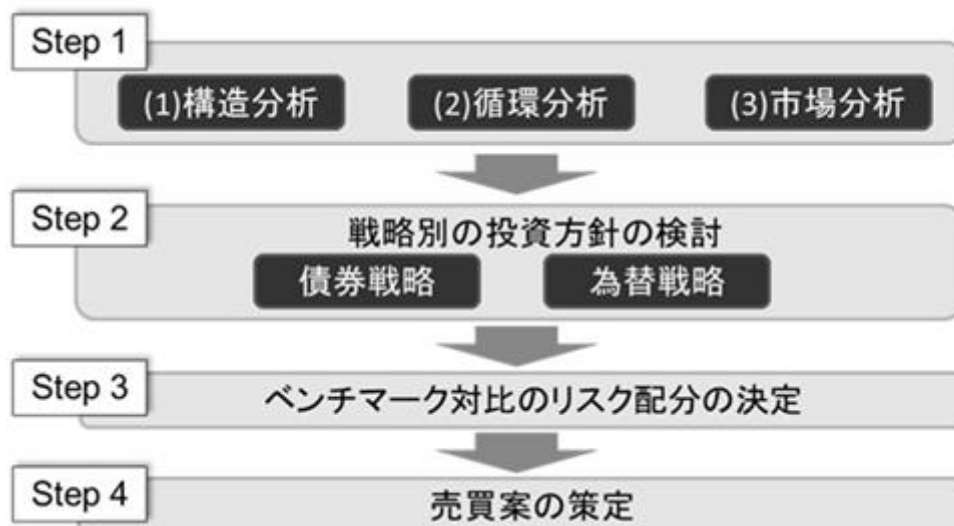 Step 1
(1)構造分析 (2)循環分析 (3)市場分析
Step 2
戦略別の投資方針の検討
債券戦略 為替戦略
Step 3
ベンチマーク対比のリスク配分の決定
Step 4
売買案の策定